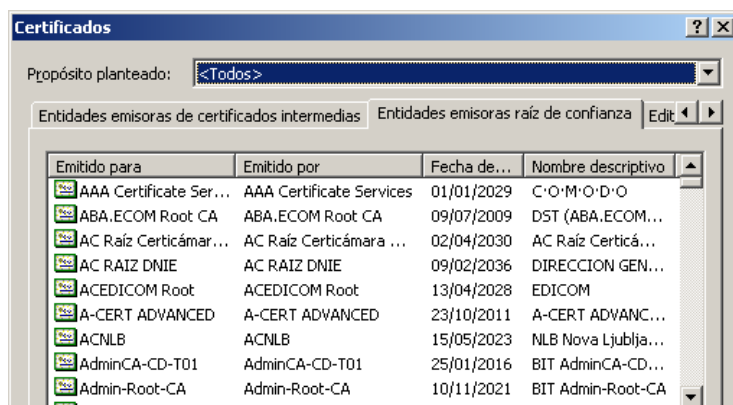 Certificados
Propósito planteado: <Todos>
Entidades emisoras de certificados intermedias Entidades emisoras raíz de confianza Edit
Emitido para Emitido por Fecha de... Nombre descriptivo
AAA Certificate Ser... AAA Certificate Services 01/01/2029 C·O·M·O·D·O
ABA.ECOM Root CA ABA.ECOM Root CA 09/07/2009 DST (ABA.ECOM...
AC Raíz Certicámar... AC Raíz Certicámara ... 02/04/2030 AC Raíz Certicá...
AC RAIZ DNIE AC RAIZ DNIE 09/02/2036 DIRECCION GEN...
ACEDICOM Root ACEDICOM Root 13/04/2028 EDICOM
A-CERT ADVANCED A-CERT ADVANCED 23/10/2011 A-CERT ADVANC...
ACNLB ACNLB 15/05/2023 NLB Nova Ljublja...
AdminCA-CD-T01 AdminCA-CD-T01 25/01/2016 BIT AdminCA-CD...
Admin-Root-CA Admin-Root-CA 10/11/2021 BIT Admin-Root-CA